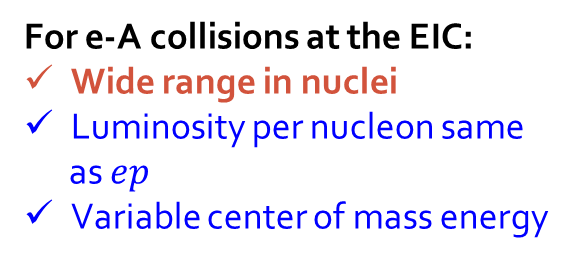 For e-A collisions at the EIC:
✓ Wide range in nuclei
✓ Luminosity per nucleon same
as ep
✓ Variable center of mass energy